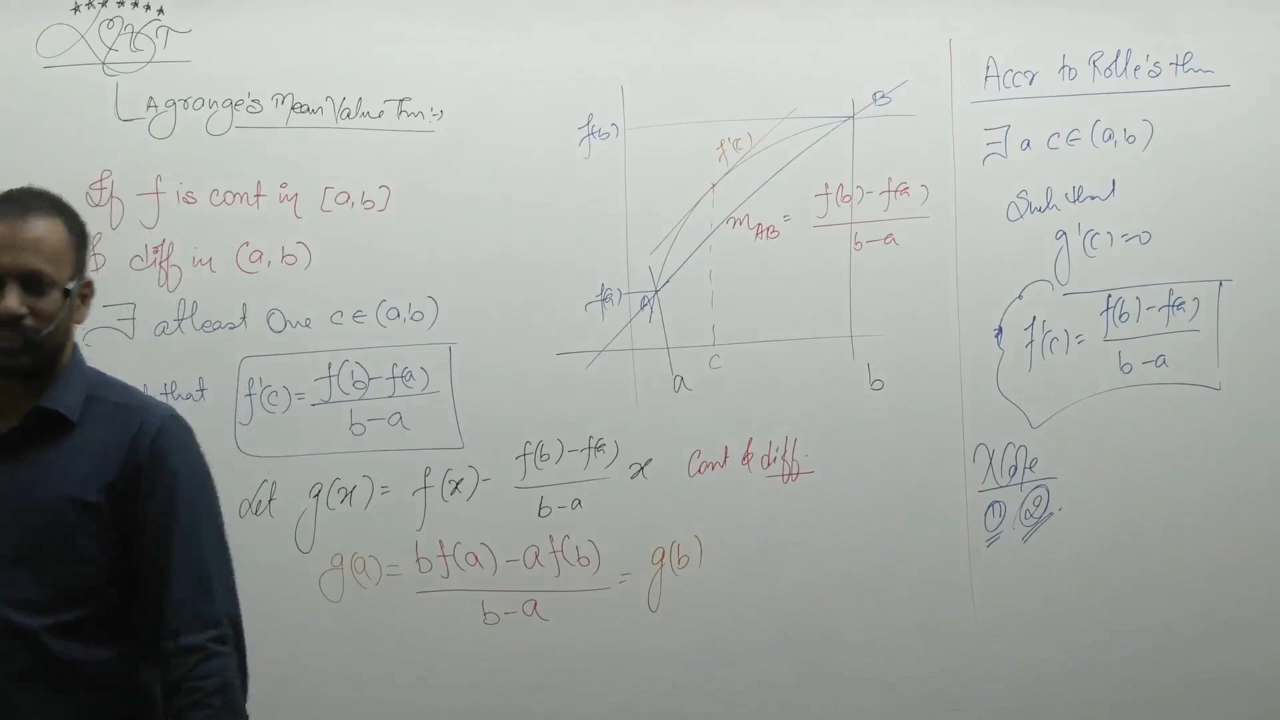 LAgrange's Mean Value Thm:-
If f is cont in [a,b]
& diff in (a,b)
∃ atleast One c∈(a,b)
that
f'(c)= f(b)-f(a) / b-a
Let g(x)= f(x)- f(b)-f(a) / b-a x Cont & diff.
g(a)= bf(a)-af(b) / b-a = g(b)
f(b)
B
f'(c)
m_AB= f(b)-f(a) / b-a
f(a)
A
a
c
b
Accr to Rolle's thm
∃ a c∈(a,b)
Such that
g'(c)=0
f'(c)= f(b)-f(a) / b-a
① ②.